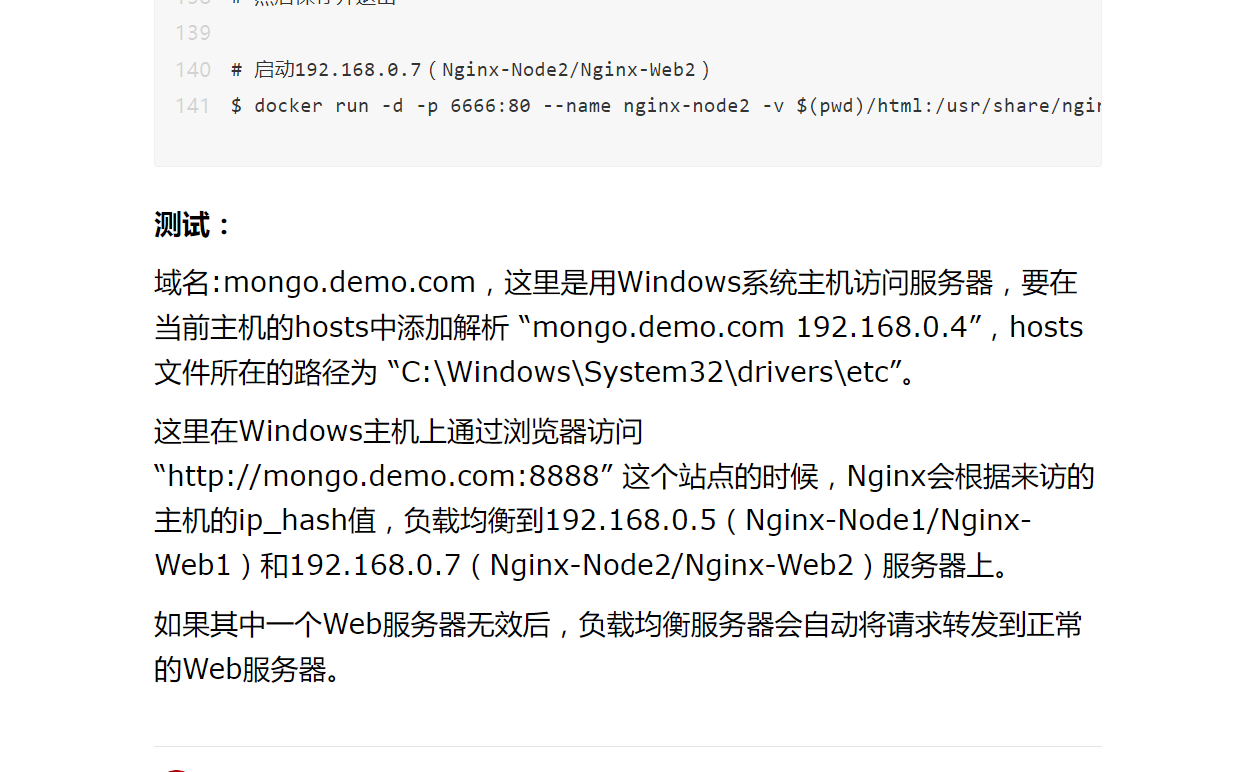 138 # 然后保存并退出
139
140 # 启动192.168.0.7（Nginx-Node2/Nginx-Web2）
141 $ docker run -d -p 6666:80 --name nginx-node2 -v $(pwd)/html:/usr/share/ngin
测试：
域名:mongo.demo.com，这里是用Windows系统主机访问服务器，要在
当前主机的hosts中添加解析 “mongo.demo.com 192.168.0.4”，hosts
文件所在的路径为 “C:\Windows\System32\drivers\etc”。
这里在Windows主机上通过浏览器访问
“http://mongo.demo.com:8888” 这个站点的时候，Nginx会根据来访的
主机的ip_hash值，负载均衡到192.168.0.5（Nginx-Node1/Nginx-
Web1）和192.168.0.7（Nginx-Node2/Nginx-Web2）服务器上。
如果其中一个Web服务器无效后，负载均衡服务器会自动将请求转发到正常
的Web服务器。